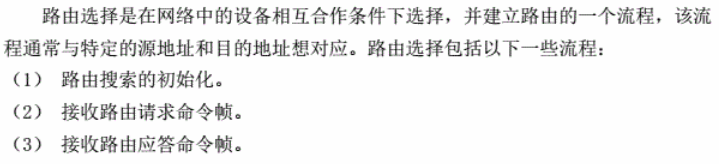 路由选择是在网络中的设备相互合作条件下选择，并建立路由的一个流程，该流
程通常与特定的源地址和目的地址想对应。路由选择包括以下一些流程：
（1） 路由搜索的初始化。
（2） 接收路由请求命令帧。
（3） 接收路由应答命令帧。